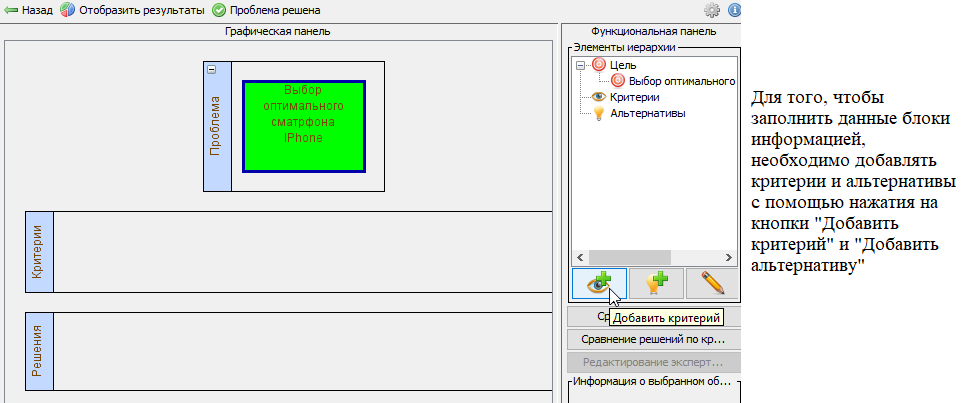 Назад Отобразить результаты Проблема решена
Графическая панель
Проблема
Выбор
оптимального
сматрфона
IPhone
Критерии
Решения
Функциональная панель
Элементы иерархии
Цель
Выбор оптимального
Критерии
Альтернативы
Добавить критерий
Ср
Сравнение решений по кр...
Редактирование эксперт...
Информация о выбранном об...
Для того, чтобы
заполнить данные блоки
информацией,
необходимо добавлять
критерии и альтернативы
с помощью нажатия на
кнопки "Добавить
критерий" и "Добавить
альтернативу"